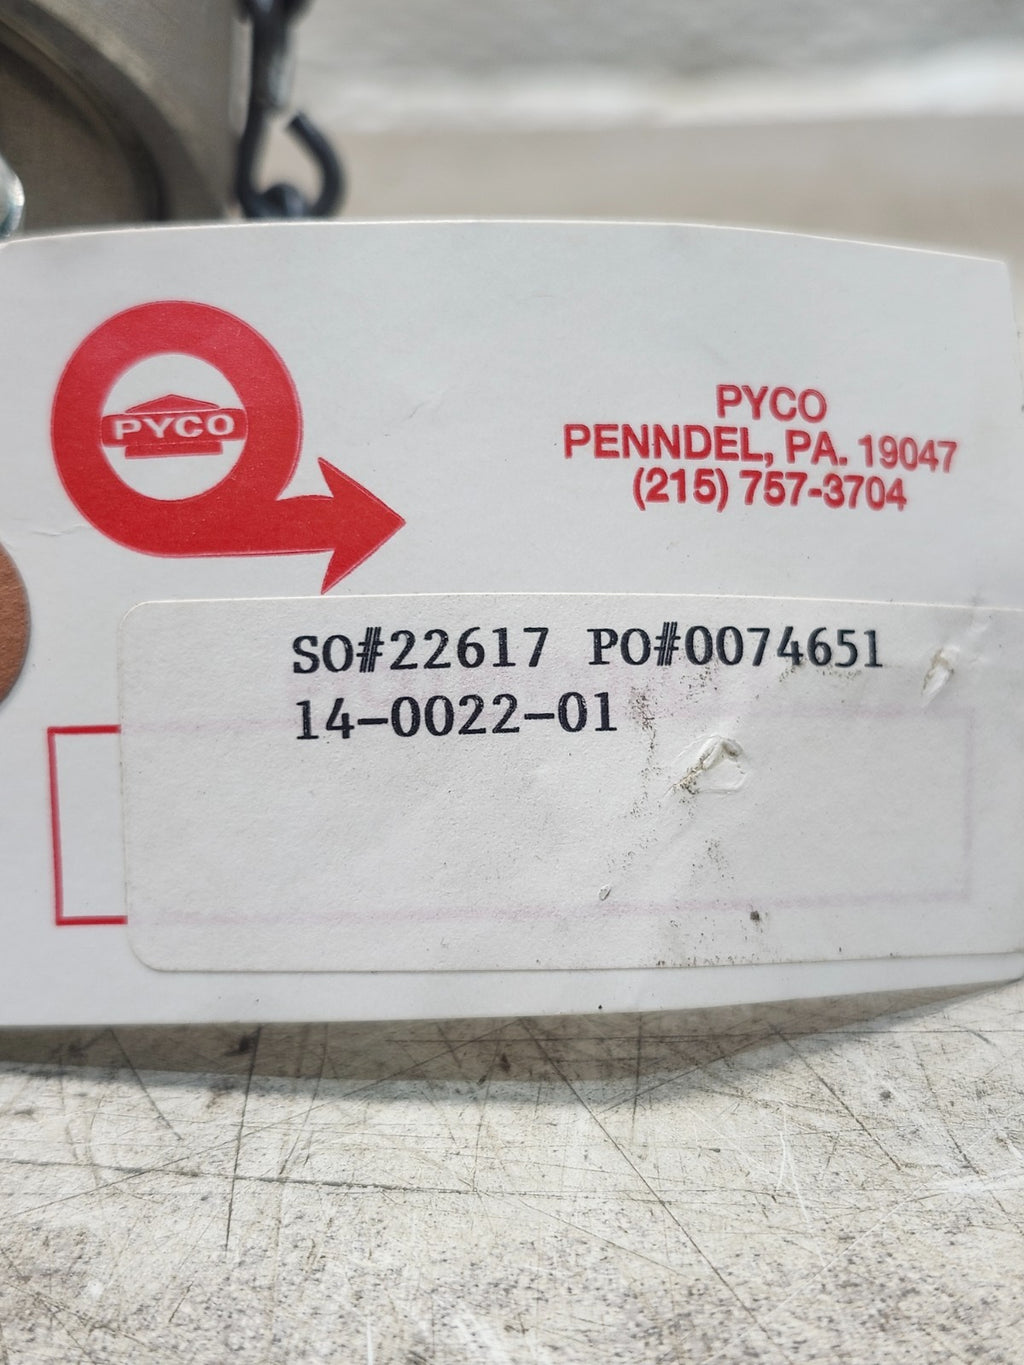 PYCO
PYCO
PENNDEL, PA. 19047
(215) 757-3704
SO#22617 PO#0074651
14-0022-01